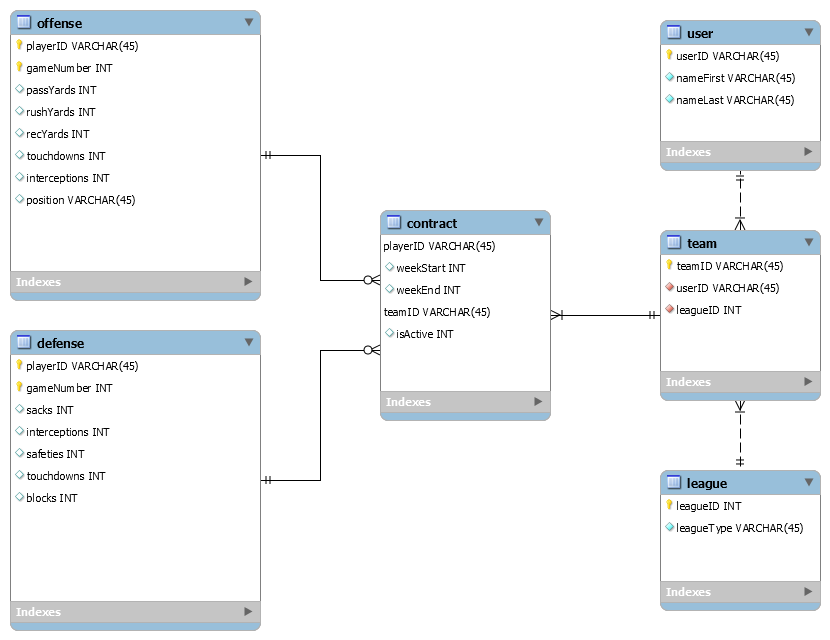 offense
playerID VARCHAR(45)
gameNumber INT
passYards INT
rushYards INT
recYards INT
touchdowns INT
interceptions INT
position VARCHAR(45)
Indexes
defense
playerID VARCHAR(45)
gameNumber INT
sacks INT
interceptions INT
safeties INT
touchdowns INT
blocks INT
Indexes
contract
playerID VARCHAR(45)
weekStart INT
weekEnd INT
teamID VARCHAR(45)
isActive INT
Indexes
user
userID VARCHAR(45)
nameFirst VARCHAR(45)
nameLast VARCHAR(45)
Indexes
team
teamID VARCHAR(45)
userID VARCHAR(45)
leagueID INT
Indexes
league
leagueID INT
leagueType VARCHAR(45)
Indexes